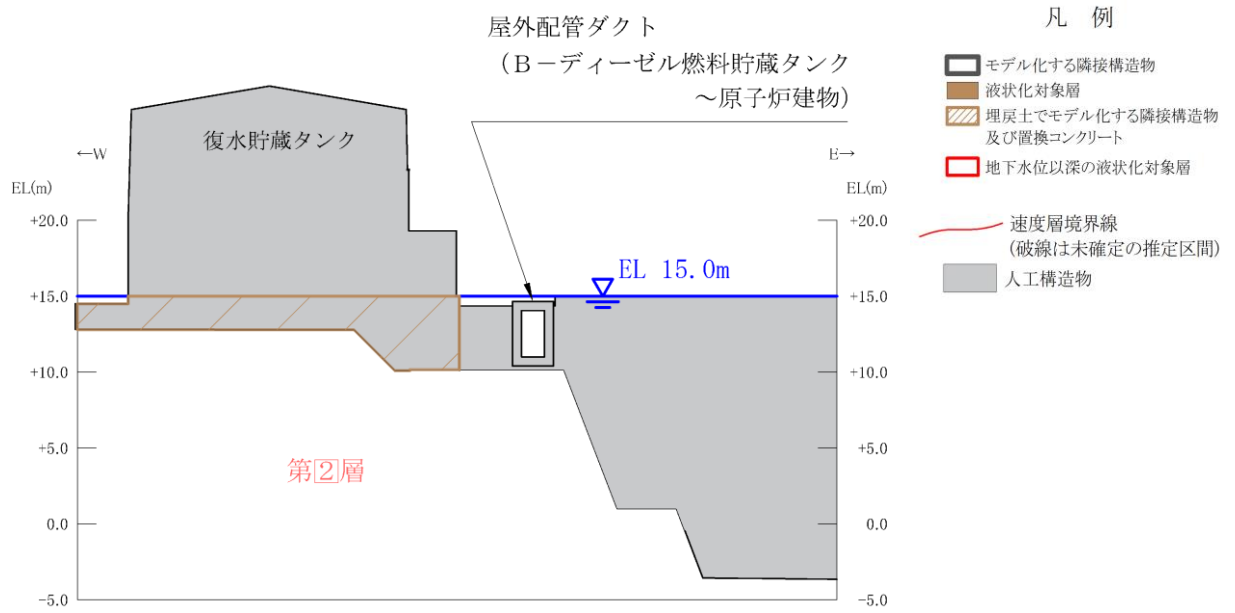 屋外配管ダクト
(B-ディーゼル燃料貯蔵タンク
～原子炉建物)
復水貯蔵タンク
←W
E→
EL(m)
EL(m)
+20.0
+20.0
EL 15.0m
+15.0
+15.0
+10.0
+10.0
+5.0
+5.0
第②層
0.0
0.0
-5.0
-5.0
凡 例
モデル化する隣接構造物
液状化対象層
埋戻土でモデル化する隣接構造物
及び置換コンクリート
地下水位以深の液状化対象層
速度層境界線
(破線は未確定の推定区間)
人工構造物